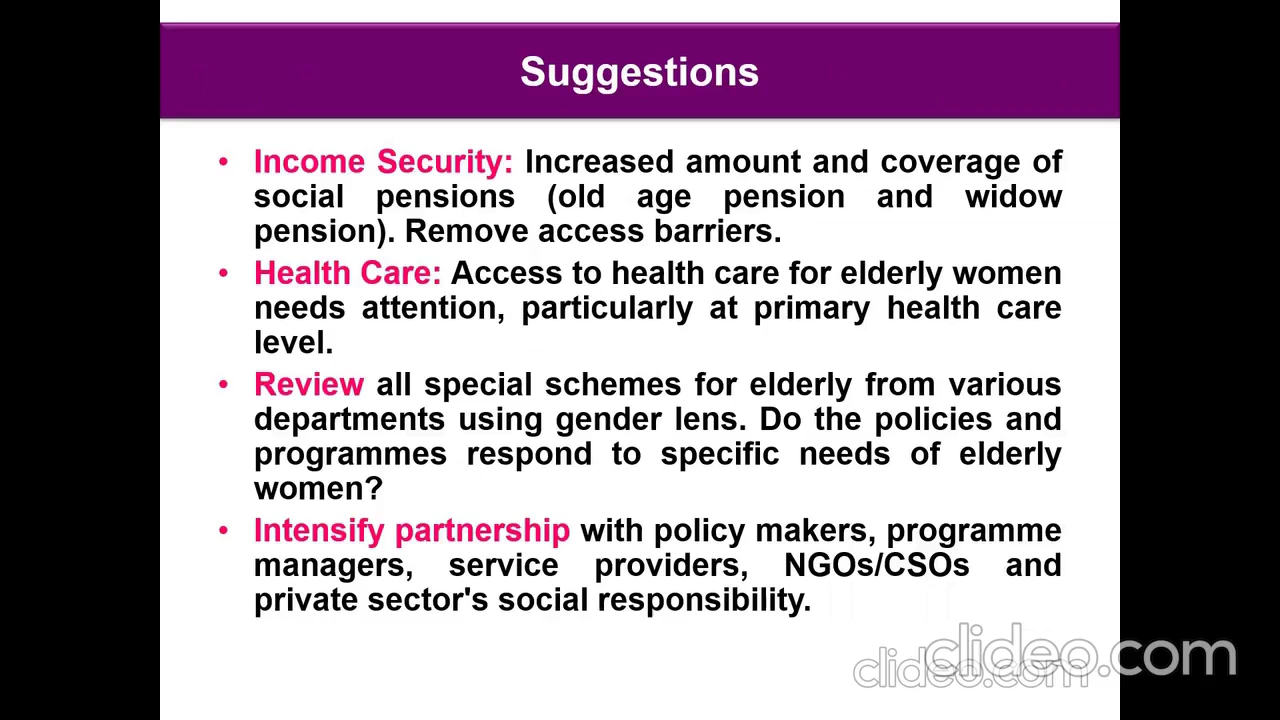 Suggestions
• Income Security: Increased amount and coverage of
social pensions (old age pension and widow
pension). Remove access barriers.
• Health Care: Access to health care for elderly women
needs attention, particularly at primary health care
level.
• Review all special schemes for elderly from various
departments using gender lens. Do the policies and
programmes respond to specific needs of elderly
women?
• Intensify partnership with policy makers, programme
managers, service providers, NGOs/CSOs and
private sector's social responsibility.
clideo.com
clideo.com